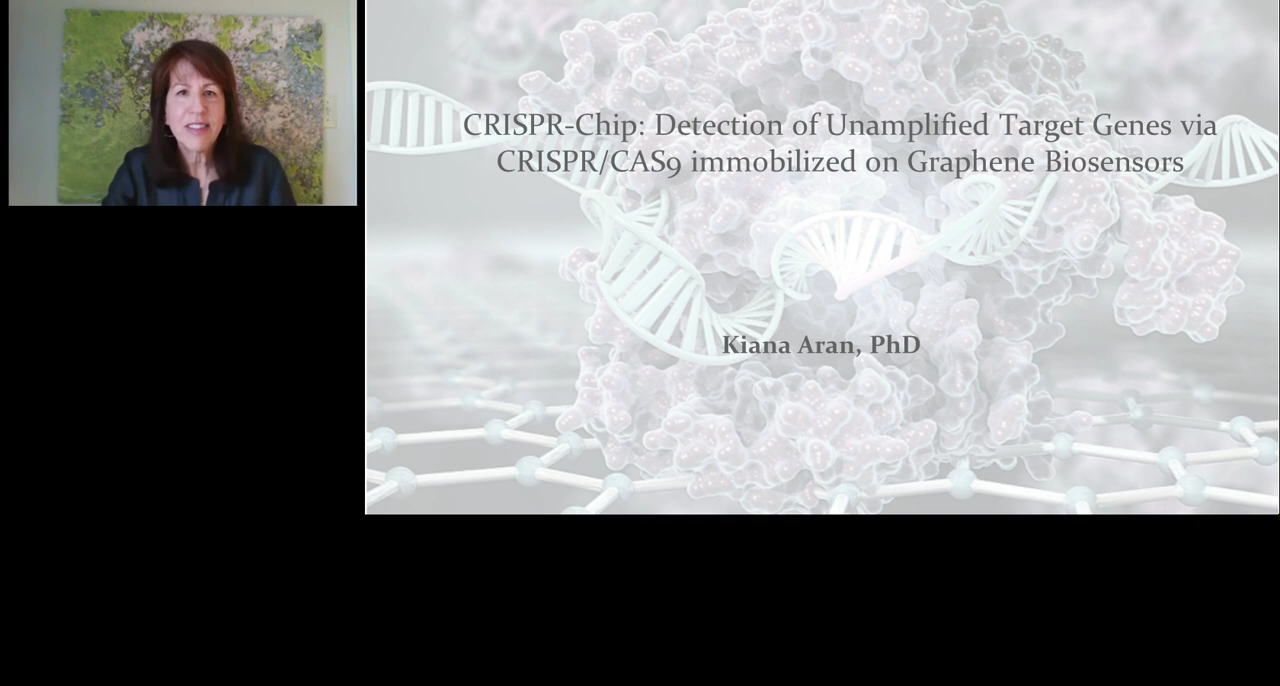 CRISPR-Chip: Detection of Unamplified Target Genes via
CRISPR/CAS9 immobilized on Graphene Biosensors
Kiana Aran, PhD